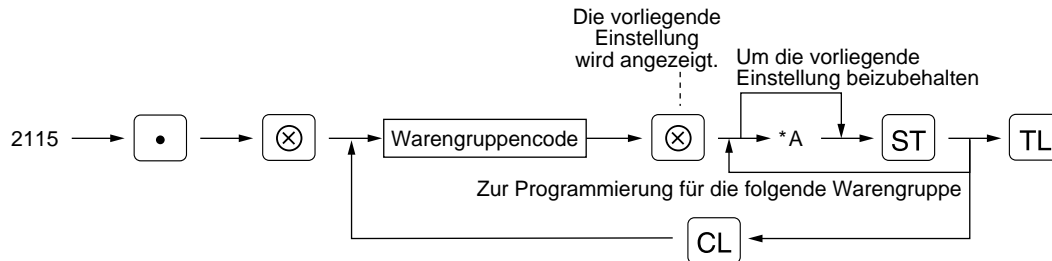 Die vorliegende
Einstellung
wird angezeigt.
Um die vorliegende
Einstellung beizubehalten
2115
•
⊗
Warengruppencode
⊗
*A
ST
TL
Zur Programmierung für die folgende Warengruppe
CL